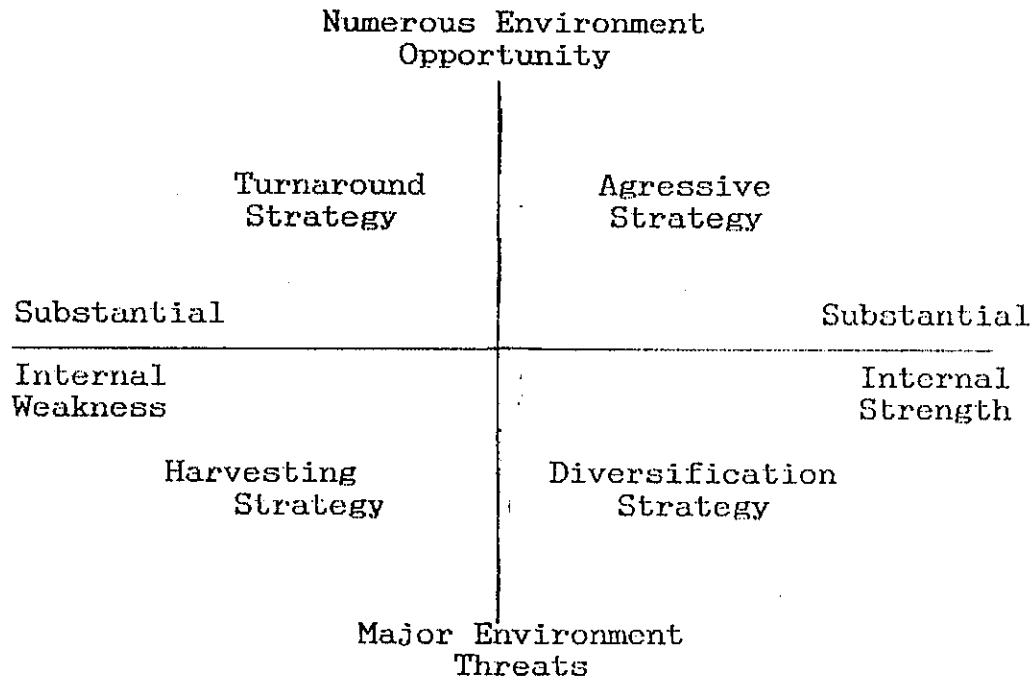 Numerous Environment
Opportunity
Turnaround
Strategy
Agressive
Strategy
Substantial
Substantial
Internal
Weakness
Internal
Strength
Harvesting
Strategy
Diversification
Strategy
Major Environment
Threats